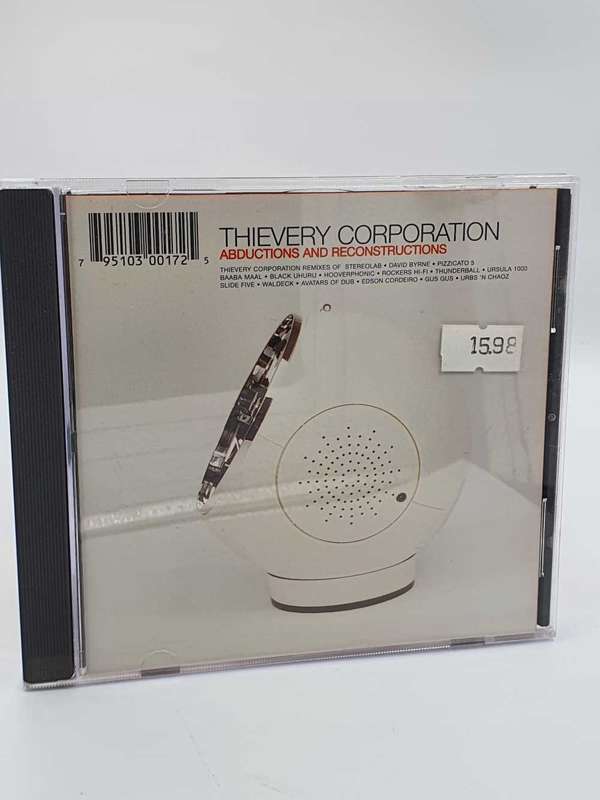 THIEVERY CORPORATION
ABDUCTIONS AND RECONSTRUCTIONS
THIEVERY CORPORATION REMIXES OF STEREOLAB • DAVID BYRNE • PIZZICATO 5
BAABA MAAL • BLACK UHURU • HOOVERPHONIC • ROCKERS HI-FI • THUNDERBALL • URSULA 1000
SLIDE FIVE • WALDECK • AVATARS OF DUB • EDSON CORDEIRO • GUS GUS • URBS 'N CHAOZ
7 95103 00172 5
15.98